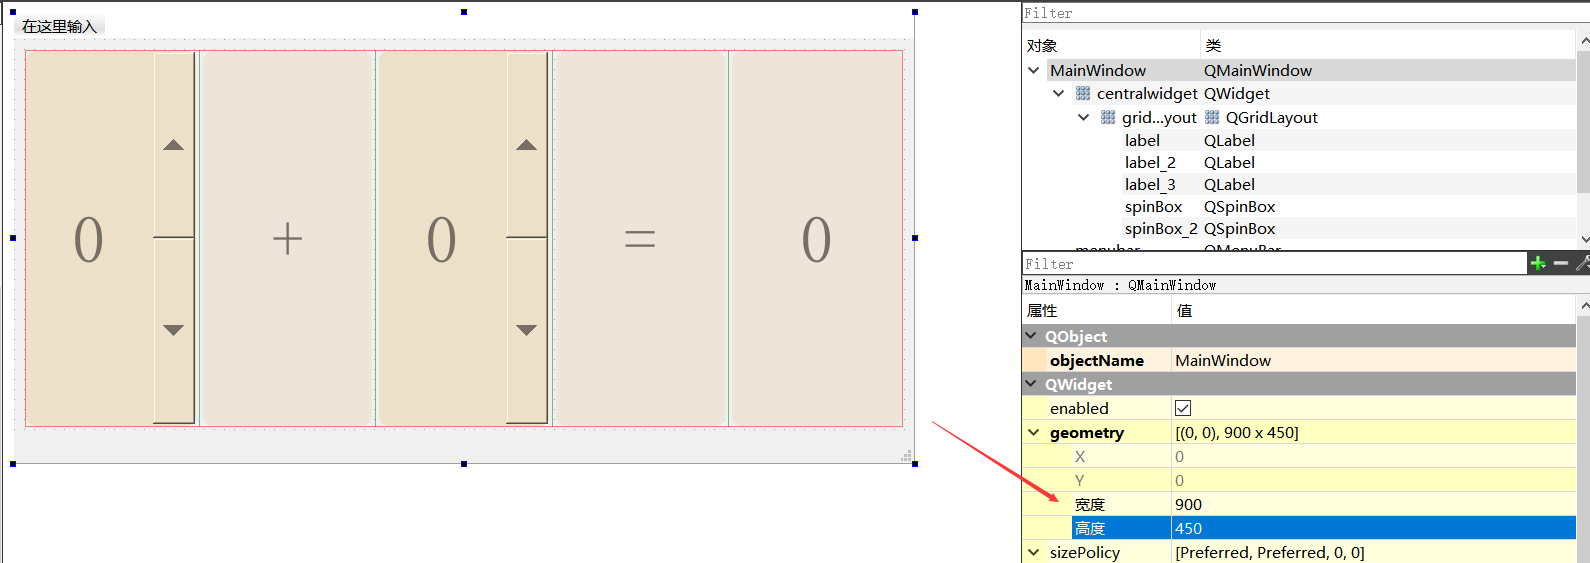 在这里输入
0 + 0 = 0
Filter
对象 类
MainWindow QMainWindow
centralwidget QWidget
grid...yout QGridLayout
label QLabel
label_2 QLabel
label_3 QLabel
spinBox QSpinBox
spinBox_2 QSpinBox
menubar QMenuBar
Filter
MainWindow : QMainWindow
属性 值
QObject
objectName MainWindow
QWidget
enabled
geometry [(0, 0), 900 x 450]
X 0
Y 0
宽度 900
高度 450
sizePolicy [Preferred, Preferred, 0, 0]